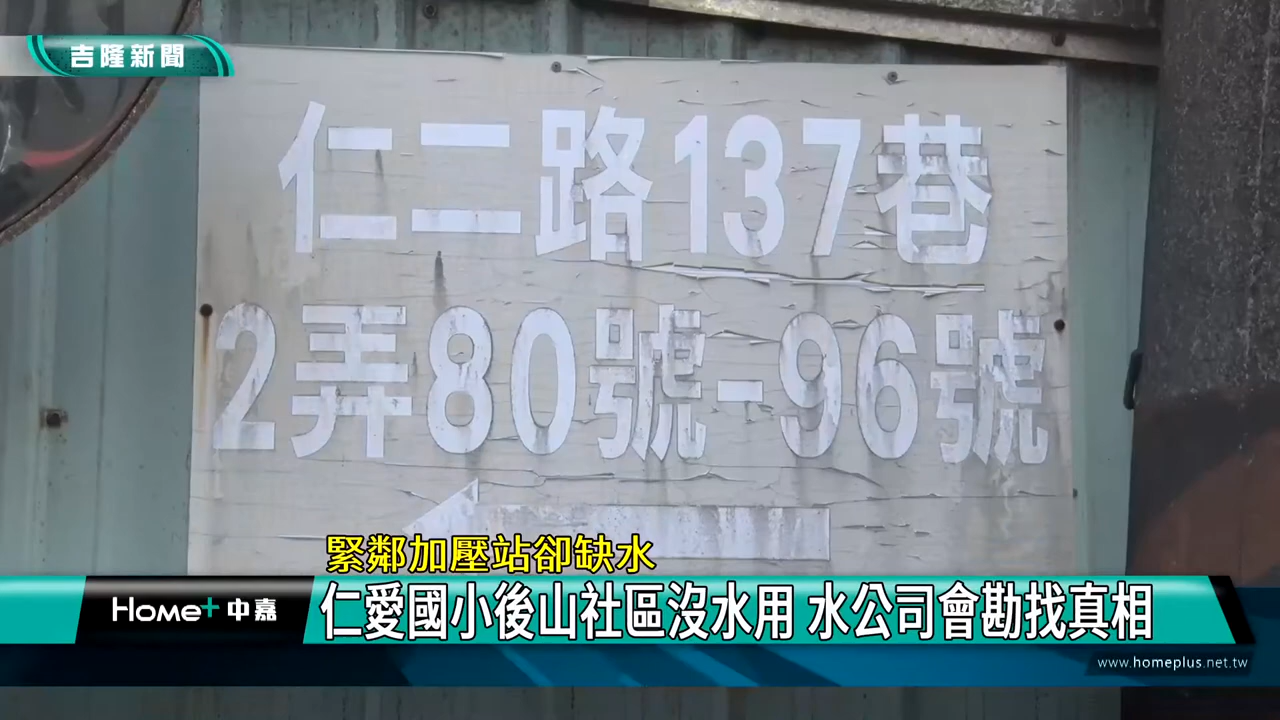 吉隆新聞
仁二路137巷
2弄80號-96號
緊鄰加壓站卻缺水
Home+中嘉
仁愛國小後山社區沒水用 水公司會勘找真相
www.homeplus.net.tw